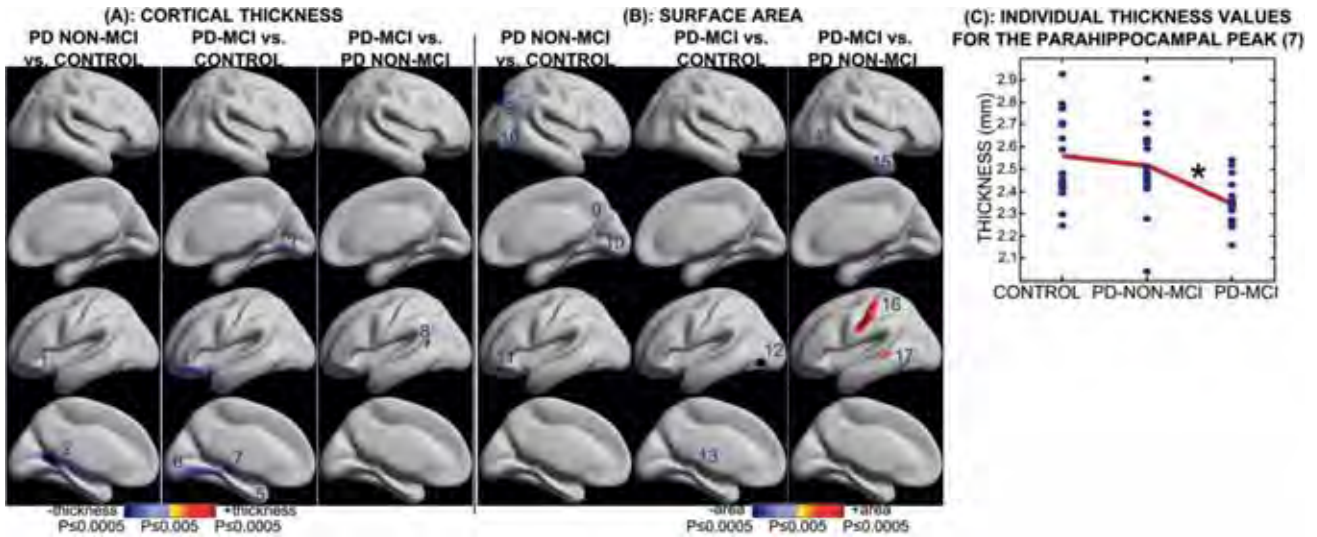 (A): CORTICAL THICKNESS
PD NON-MCI vs. CONTROL
PD-MCI vs. CONTROL
PD-MCI vs. PD NON-MCI
1
2
6
7
5
8
-thickness +thickness
P≤0.0005 P≤0.005 P≤0.0005
(B): SURFACE AREA
PD NON-MCI vs. CONTROL
PD-MCI vs. CONTROL
PD-MCI vs. PD NON-MCI
9
10
11
12
13
15
16
17
-area +area
P≤0.0005 P≤0.005 P≤0.0005
(C): INDIVIDUAL THICKNESS VALUES
FOR THE PARAHIPPOCAMPAL PEAK (7)
THICKNESS (mm)
2.9
2.8
2.7
2.6
2.5
2.4
2.3
2.2
2.1
*
CONTROL PD-NON-MCI PD-MCI